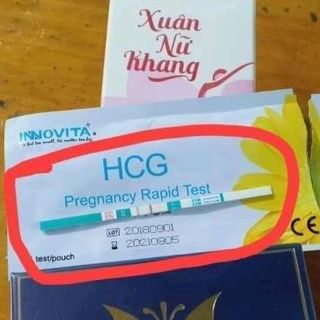 Xuân
Nữ
Khang
INNOVITA.
HCG
Pregnancy Rapid Test
LOT 20180901
20210905
test/pouch
CE